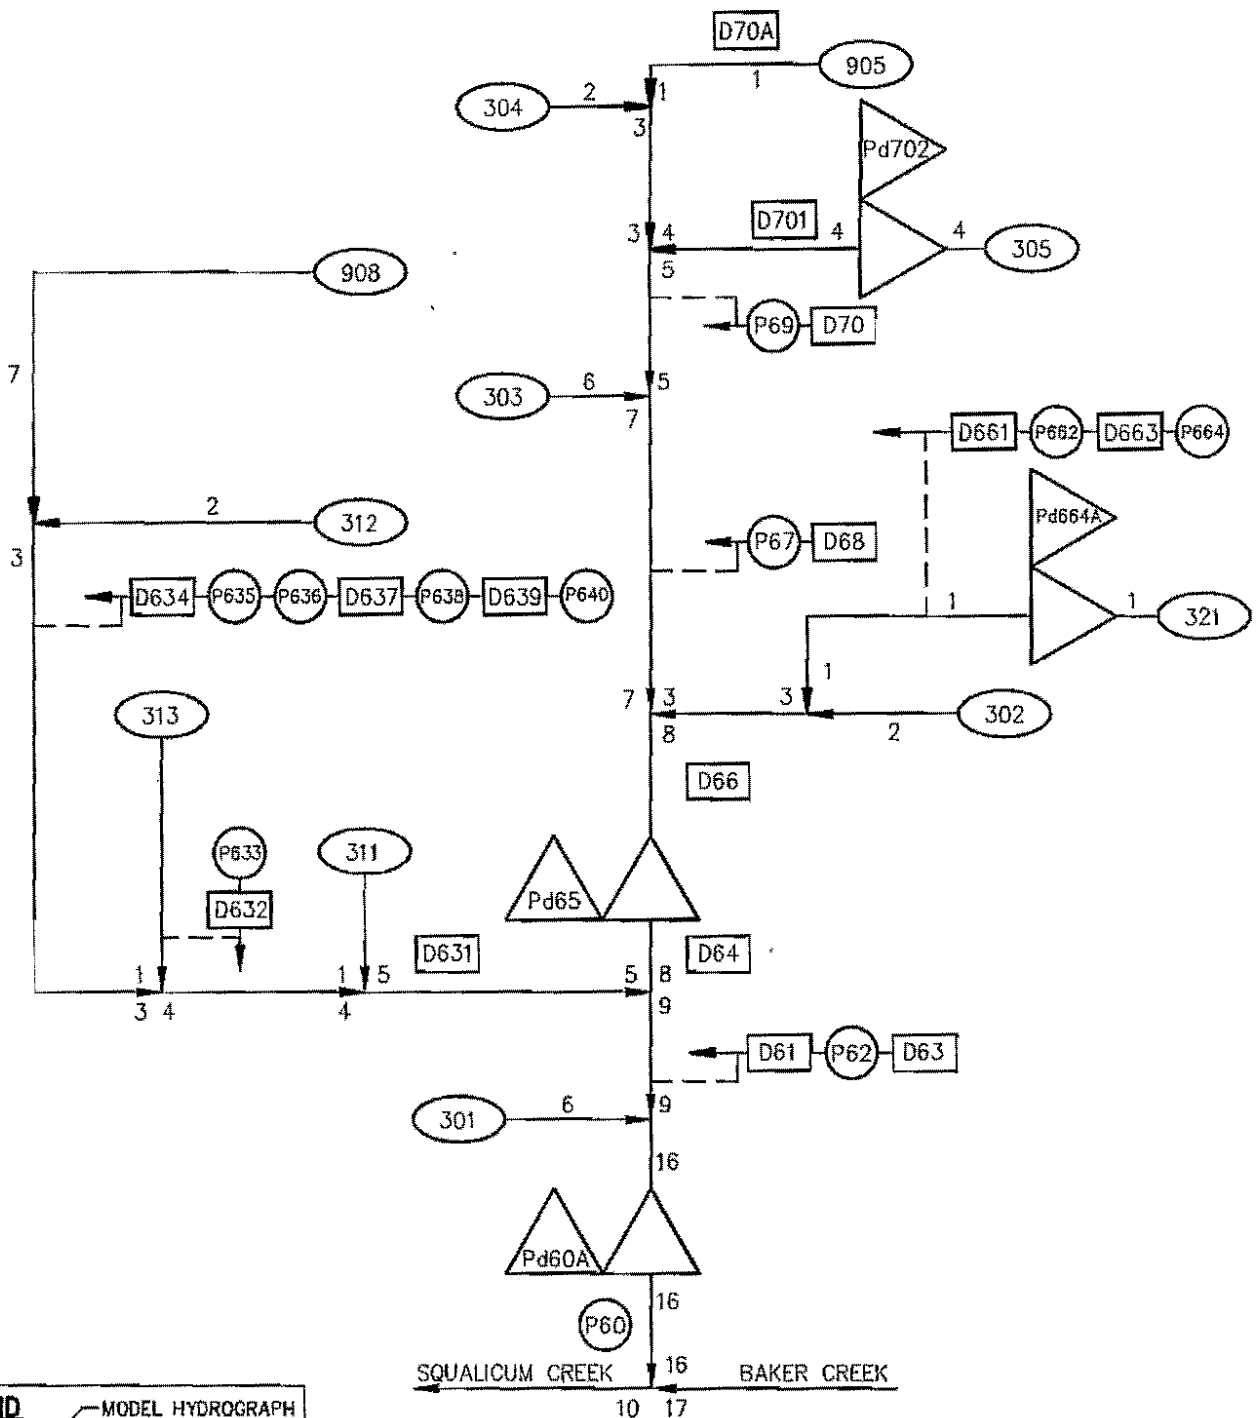 D70A
905
1
304
2
1
3
Pd702
D701
3
4
4
4
305
5
908
P69
D70
7
303
6
5
7
D661
P662
D663
P664
2
312
Pd664A
3
P67
D68
D634
P635
P636
D637
P638
D639
P640
1
1
321
1
313
7
3
3
302
8
2
D66
P633
311
Pd65
D632
D631
D64
1
1
5
5
8
3
4
4
9
D61
P62
D63
301
6
9
16
Pd60A
16
P60
SQUALICUM CREEK
16
BAKER CREEK
10
17
MODEL HYDROGRAPH